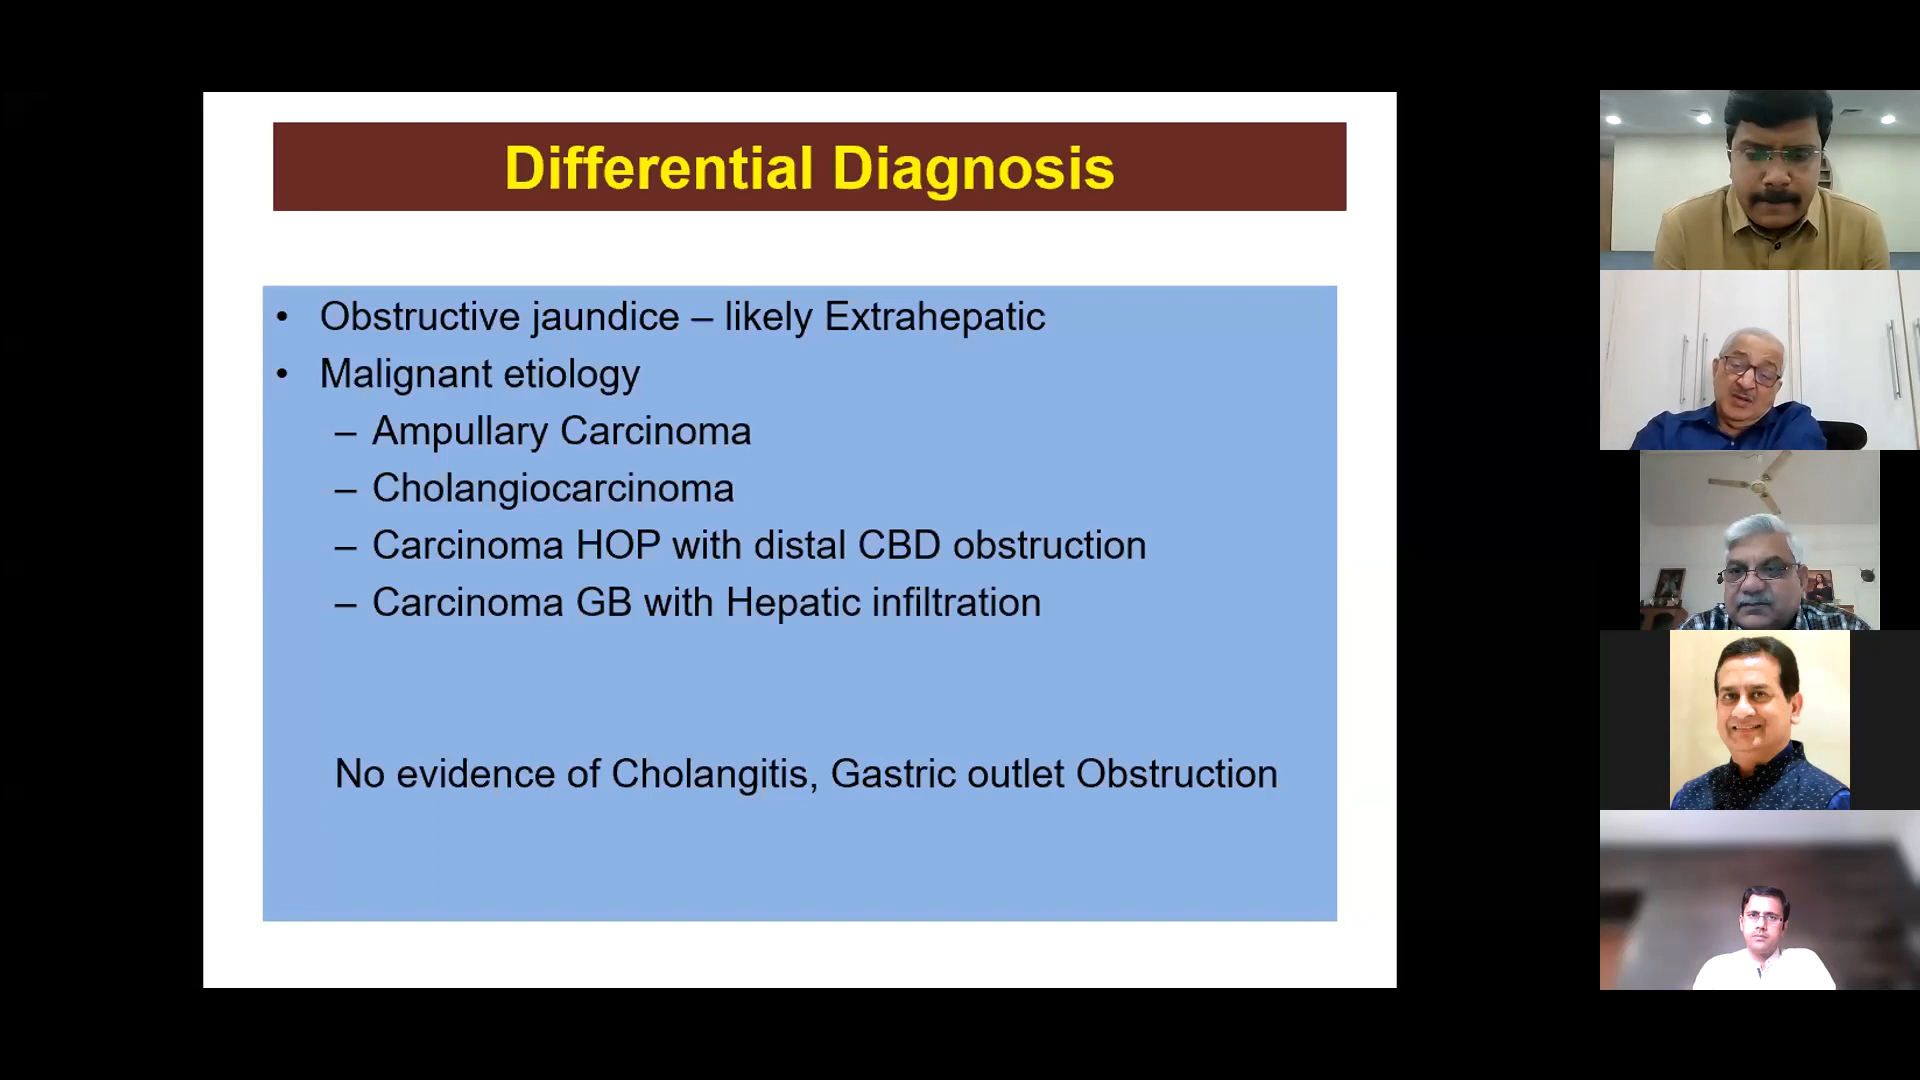 Differential Diagnosis
• Obstructive jaundice – likely Extrahepatic
• Malignant etiology
– Ampullary Carcinoma
– Cholangiocarcinoma
– Carcinoma HOP with distal CBD obstruction
– Carcinoma GB with Hepatic infiltration
No evidence of Cholangitis, Gastric outlet Obstruction